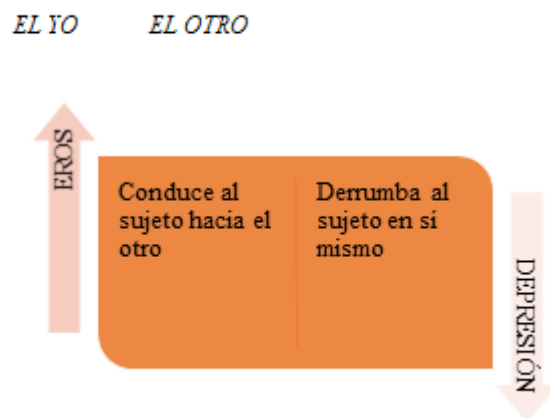 EL YO EL OTRO
EROS
Conduce al
sujeto hacia el
otro
Derrumba al
sujeto en si
mismo
DEPRESIÓN